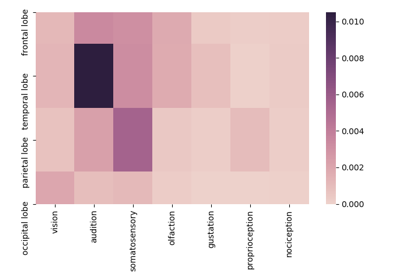 frontal lobe
temporal lobe
parietal lobe
occipital lobe
vision
audition
somatosensory
olfaction
gustation
proprioception
nociception
0.010
0.008
0.006
0.004
0.002
0.000